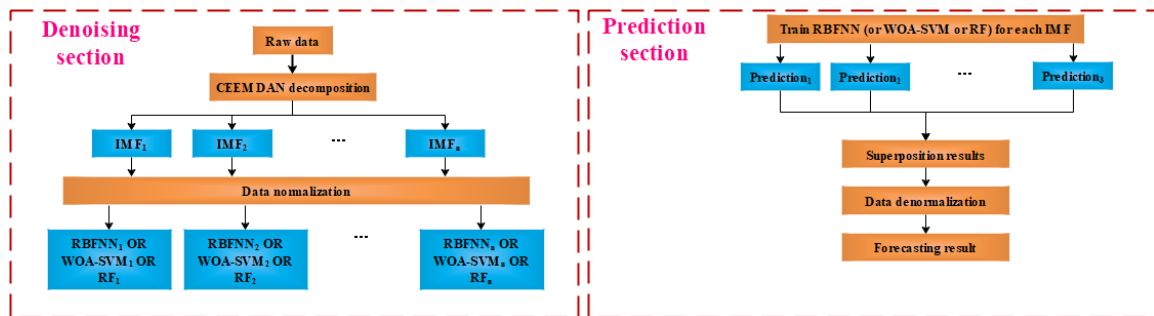 Denoising
section
Raw data
CEEM DAN decomposition
IMF₁
IMF₂
...
IMFₙ
Data normalization
RBFNN₁ OR
WOA-SVM₁ OR
RF₁
RBFNN₂ OR
WOA-SVM₂ OR
RF₂
...
RBFNNₙ OR
WOA-SVMₙ OR
RFₙ
Prediction
section
Train RBFNN (or WOA-SVM or RF) for each IMF
Prediction₁
Prediction₂
...
Prediction₃
Superposition results
Data denormalization
Forecasting result